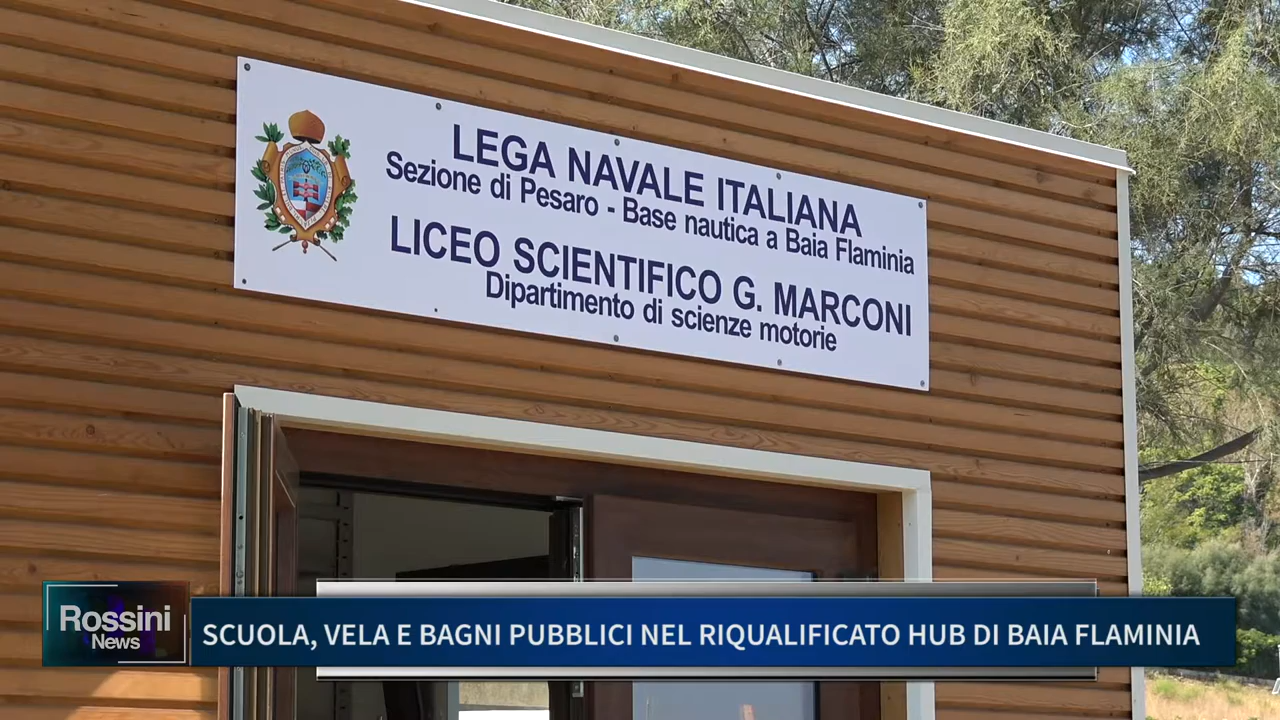 LEGA NAVALE ITALIANA
Sezione di Pesaro - Base nautica a Baia Flaminia
LICEO SCIENTIFICO G. MARCONI
Dipartimento di scienze motorie
Rossini
News
SCUOLA, VELA E BAGNI PUBBLICI NEL RIQUALIFICATO HUB DI BAIA FLAMINIA